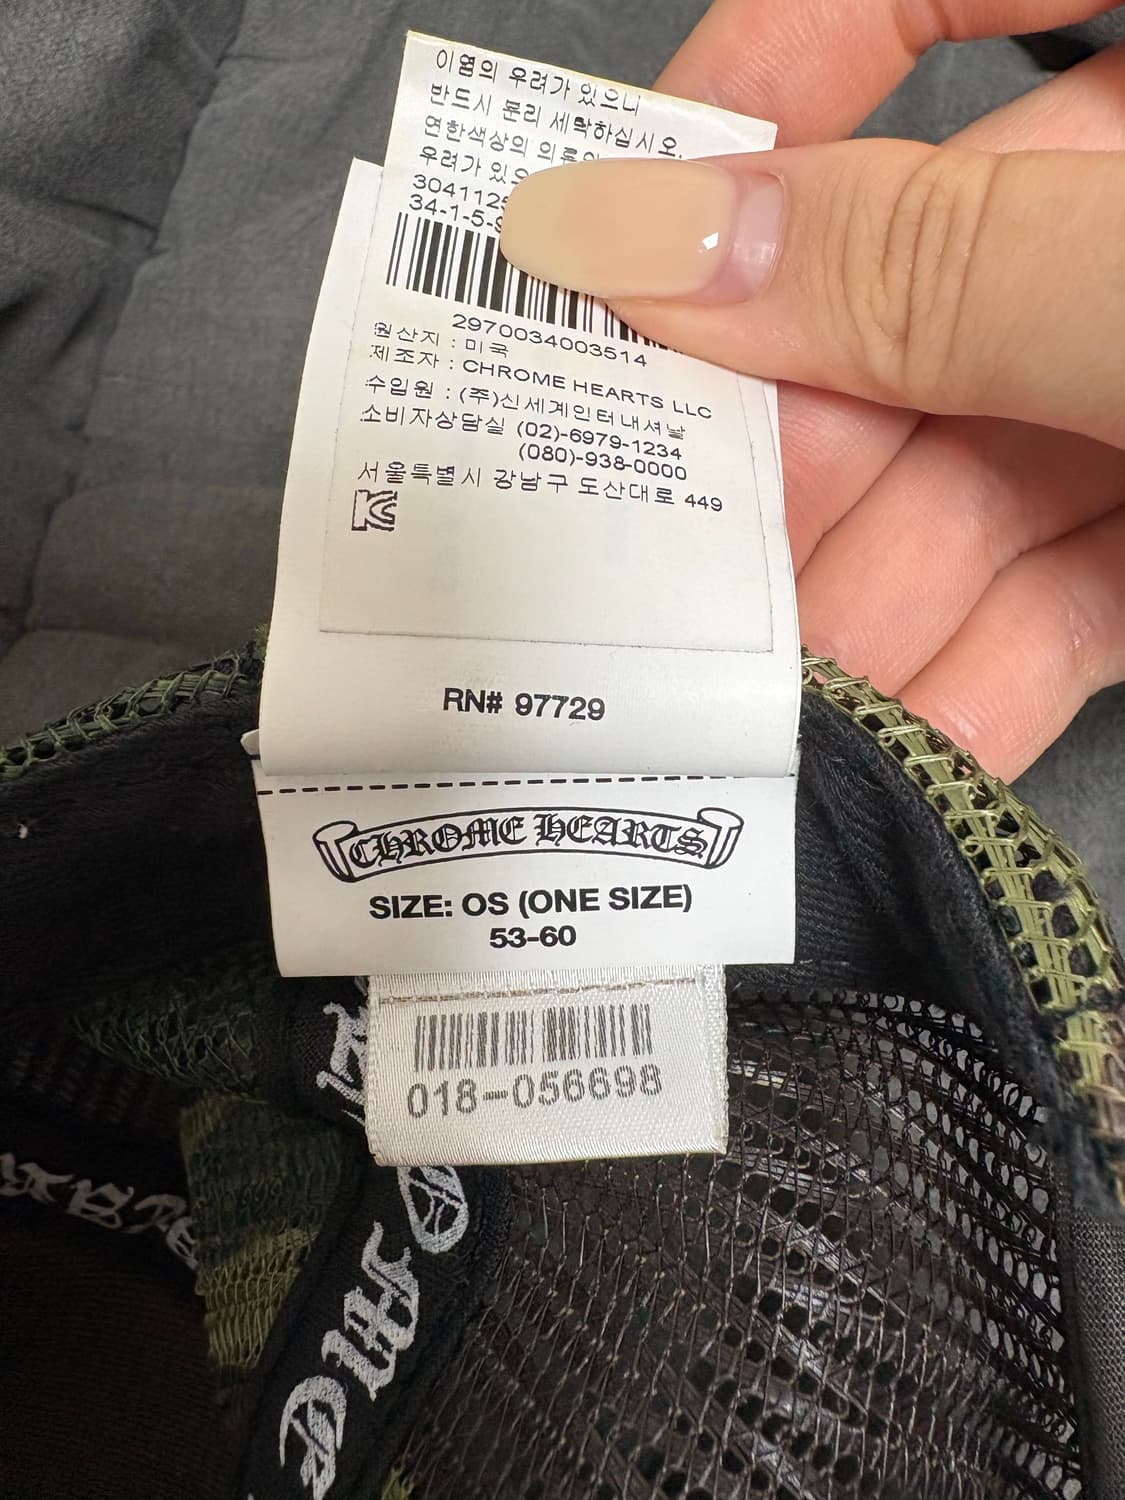 이염의 우려가 있으니
반드시 분리 세탁하십시오.
연한색상의 의류
우려가 있
3041125
34-1-5-
2970034003514
원산지 : 미국
제조자 : CHROME HEARTS LLC
수입원 : (주)신세계인터내셔날
소비자상담실 (02)-6979-1234
(080)-938-0000
서울특별시 강남구 도산대로 449
KC
RN# 97729
CHROME HEARTS
SIZE: OS (ONE SIZE)
53-60
018-056698